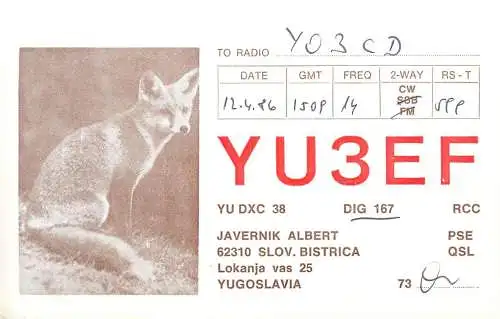 TO RADIO YO3CD
DATE GMT FREQ 2-WAY RS-T
12.4.86 1509 14 CW SSB FM 599
YU3EF
YU DXC 38 DIG 167 RCC
JAVERNIK ALBERT PSE
62310 SLOV. BISTRICA QSL
Lokanja vas 25
YUGOSLAVIA 73